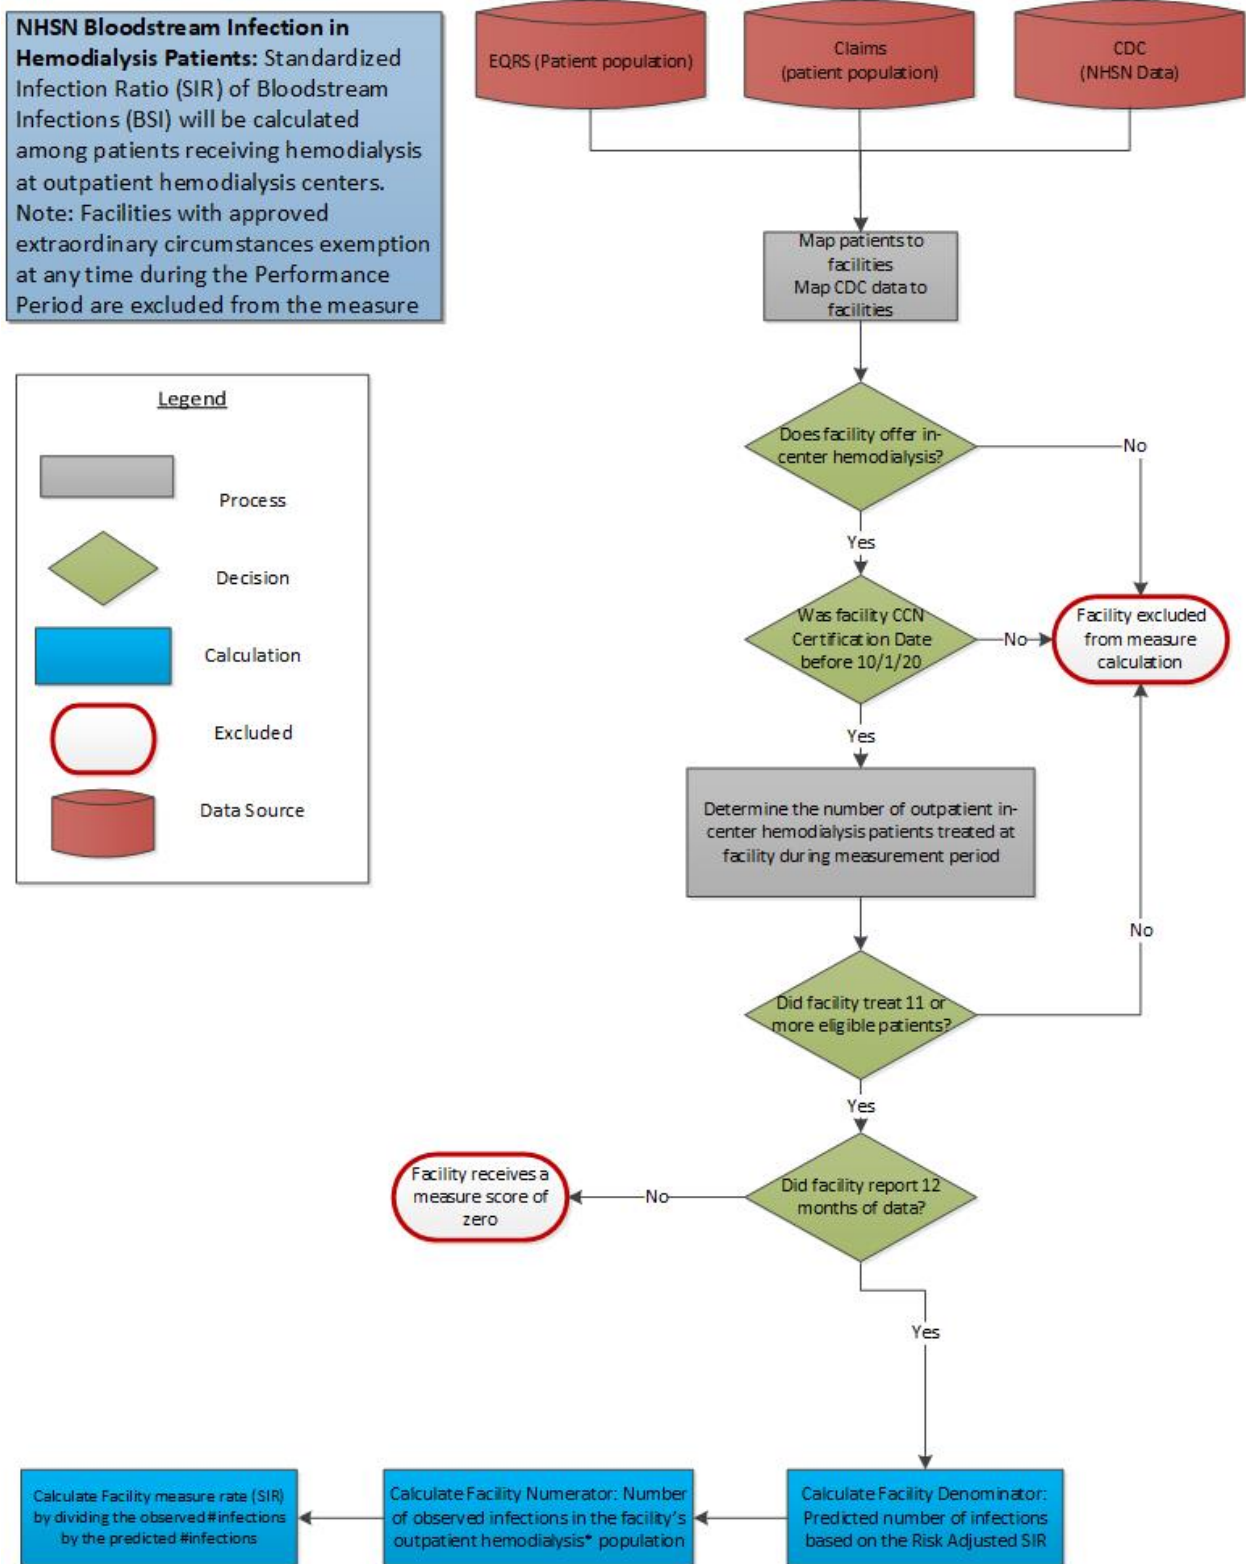 NHSN Bloodstream Infection in
Hemodialysis Patients: Standardized
Infection Ratio (SIR) of Bloodstream
Infections (BSI) will be calculated
among patients receiving hemodialysis
at outpatient hemodialysis centers.
Note: Facilities with approved
extraordinary circumstances exemption
at any time during the Performance
Period are excluded from the measure
EQRS (Patient population)
Claims
(patient population)
CDC
(NHSN Data)
Map patients to
facilities
Map CDC data to
facilities
Legend
Process
Decision
Calculation
Excluded
Data Source
Does facility offer in-
center hemodialysis?
No
Yes
Was facility CCN
Certification Date
before 10/1/20
No
Facility excluded
from measure
calculation
Yes
Determine the number of outpatient in-
center hemodialysis patients treated at
facility during measurement period
No
Did facility treat 11 or
more eligible patients?
Yes
Did facility report 12
months of data?
No
Facility receives a
measure score of
zero
Yes
Calculate Facility Denominator:
Predicted number of infections
based on the Risk Adjusted SIR
Calculate Facility Numerator: Number
of observed infections in the facility's
outpatient hemodialysis* population
Calculate Facility measure rate (SIR)
by dividing the observed #infections
by the predicted #infections